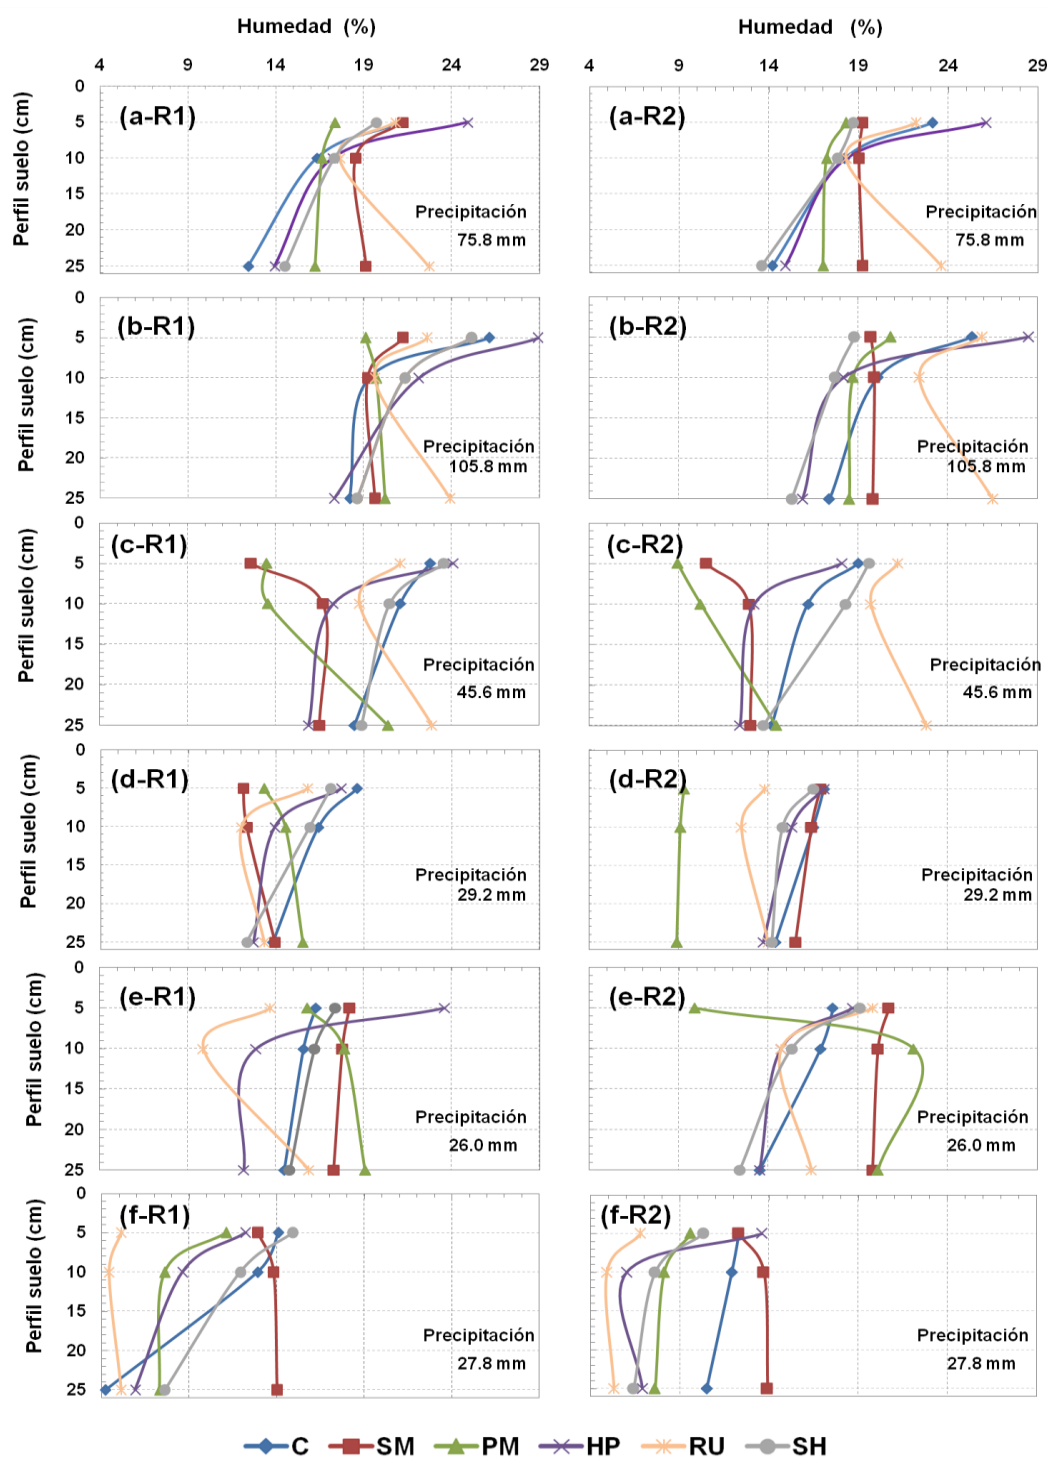 Humedad (%)
Humedad (%)
4 9 14 19 24 29
4 9 14 19 24 29
Perfil suelo (cm)
0
5
10
15
20
25
(a-R1)
Precipitación
75.8 mm
(a-R2)
Precipitación
75.8 mm
Perfil suelo (cm)
0
5
10
15
20
25
(b-R1)
Precipitación
105.8 mm
(b-R2)
Precipitación
105.8 mm
Perfil suelo (cm)
0
5
10
15
20
25
(c-R1)
Precipitación
45.6 mm
(c-R2)
Precipitación
45.6 mm
Perfil suelo (cm)
0
5
10
15
20
25
(d-R1)
Precipitación
29.2 mm
(d-R2)
Precipitación
29.2 mm
Perfil suelo (cm)
0
5
10
15
20
25
(e-R1)
Precipitación
26.0 mm
(e-R2)
Precipitación
26.0 mm
Perfil suelo (cm)
0
5
10
15
20
25
(f-R1)
Precipitación
27.8 mm
(f-R2)
Precipitación
27.8 mm
C SM PM HP RU SH